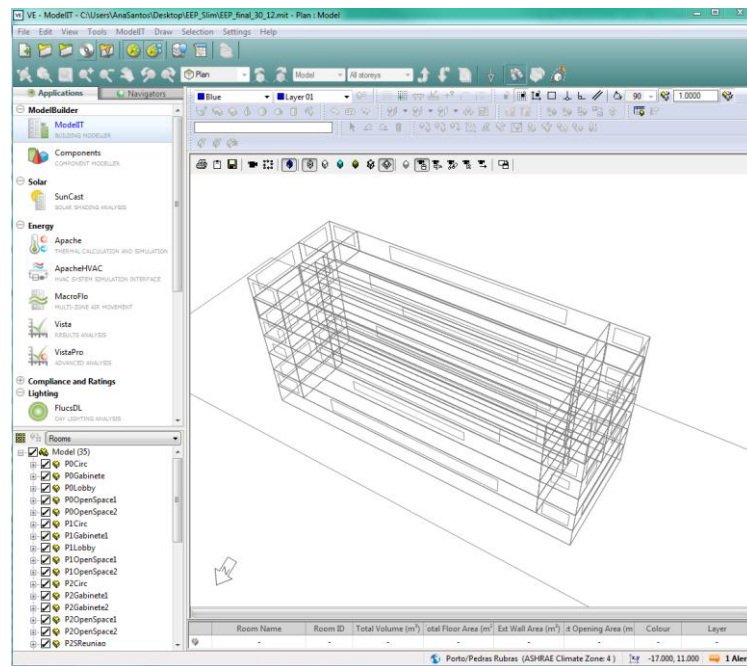 VE - ModelIT - C:\Users\AnaSantos\Desktop\EEP_Slim\EEP_final_30_12.mit - Plan : Model
File Edit View Tools ModelIT Draw Selection Settings Help
Plan Model All storeys
Applications Navigators
Blue Layer 01 90 1.0000
ModelBuilder
ModelIT
BUILDING MODELLER
Components
COMPONENT MODELLER
Solar
SunCast
SOLAR SHADING ANALYSIS
Energy
Apache
THERMAL CALCULATION AND SIMULATION
ApacheHVAC
HVAC SYSTEM SIMULATION INTERFACE
MacroFlo
MULTI-ZONE AIR MOVEMENT
Vista
RESULTS ANALYSIS
VistaPro
ADVANCED ANALYSIS
Compliance and Ratings
Lighting
FlucsDL
DAY LIGHTING ANALYSIS
Rooms
Model (35)
P0Circ
P0Gabinete
P0Lobby
P0OpenSpace1
P0OpenSpace2
P1Circ
P1Gabinete1
P1Lobby
P1OpenSpace1
P1OpenSpace2
P2Circ
P2Gabinete1
P2Gabinete2
P2OpenSpace1
P2OpenSpace2
P2SReuniao
Room Name Room ID Total Volume (m³) otal Floor Area (m² Ext Wall Area (m²) t Opening Area (m Colour Layer
- - - - - - - -
Porto/Pedras Rubras (ASHRAE Climate Zone: 4) -17.000, 11.000 1 Aler